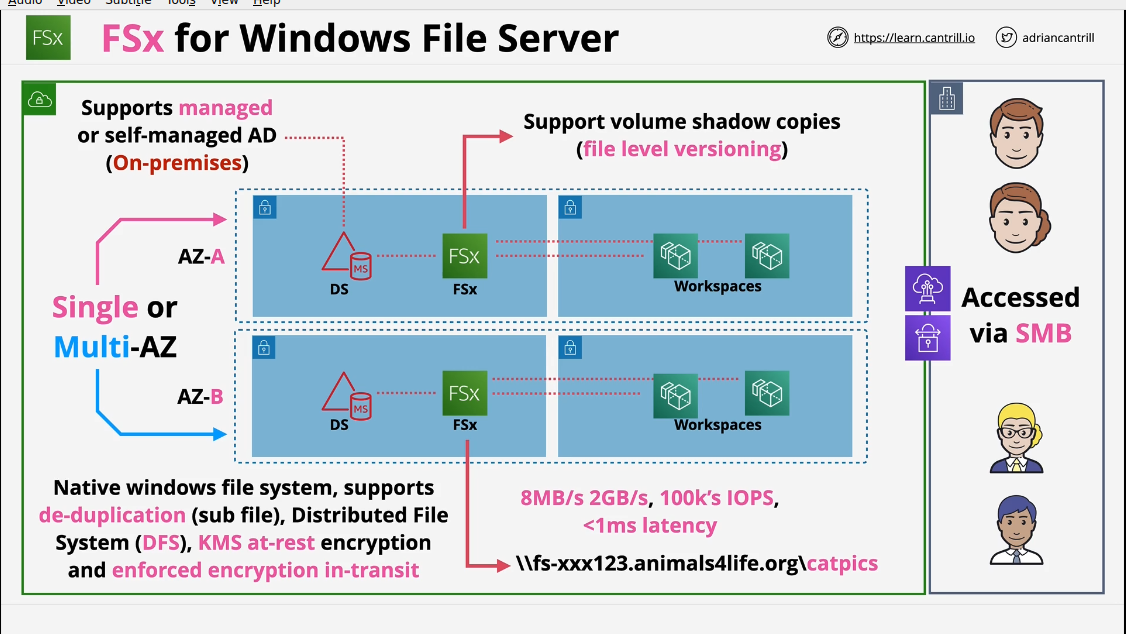 Audio Video Subtitle Tools View Help
FSx
FSx for Windows File Server
https://learn.cantrill.io
adriancantrill
Supports managed
or self-managed AD
(On-premises)
Support volume shadow copies
(file level versioning)
AZ-A
MS
DS
FSx
FSx
Workspaces
Single or
Multi-AZ
Accessed
via SMB
AZ-B
MS
DS
FSx
FSx
Workspaces
Native windows file system, supports
de-duplication (sub file), Distributed File
System (DFS), KMS at-rest encryption
and enforced encryption in-transit
8MB/s 2GB/s, 100k's IOPS,
<1ms latency
\\fs-xxx123.animals4life.org\catpics